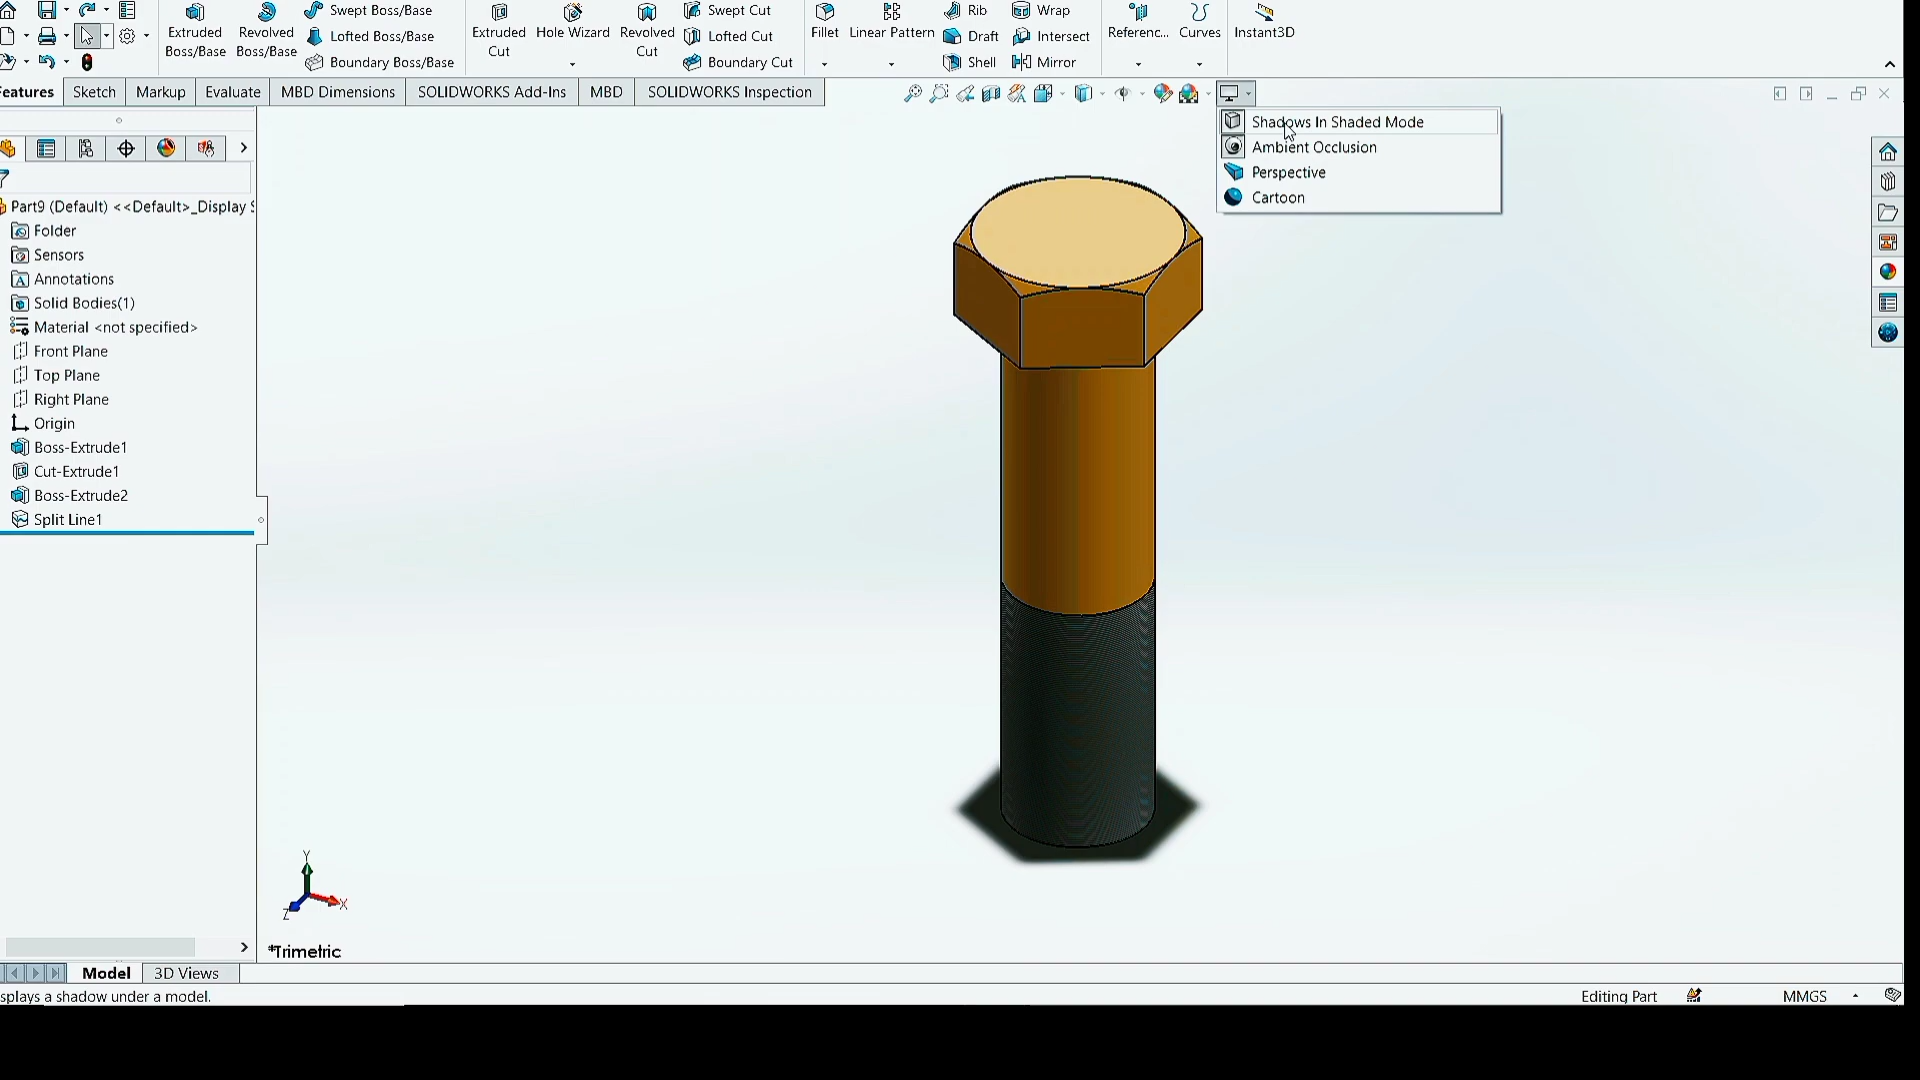 Extruded Boss/Base
Revolved Boss/Base
Swept Boss/Base
Lofted Boss/Base
Boundary Boss/Base
Extruded Cut
Hole Wizard
Revolved Cut
Swept Cut
Lofted Cut
Boundary Cut
Fillet
Linear Pattern
Rib
Draft
Shell
Wrap
Intersect
Mirror
Referenc...
Curves
Instant3D
Features
Sketch
Markup
Evaluate
MBD Dimensions
SOLIDWORKS Add-Ins
MBD
SOLIDWORKS Inspection
Shadows In Shaded Mode
Ambient Occlusion
Perspective
Cartoon
Part9 (Default) <<Default>_Display S
Folder
Sensors
Annotations
Solid Bodies(1)
Material <not specified>
Front Plane
Top Plane
Right Plane
Origin
Boss-Extrude1
Cut-Extrude1
Boss-Extrude2
Split Line1
Y
X
Z
*Trimetric
Model
3D Views
splays a shadow under a model.
Editing Part
MMGS